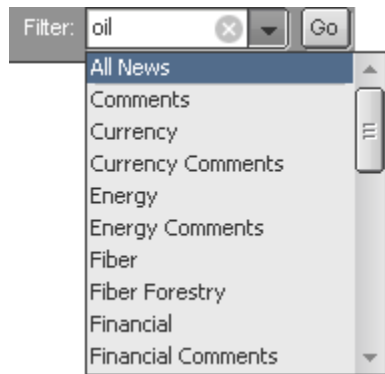 Filter: oil Go
All News
Comments
Currency
Currency Comments
Energy
Energy Comments
Fiber
Fiber Forestry
Financial
Financial Comments